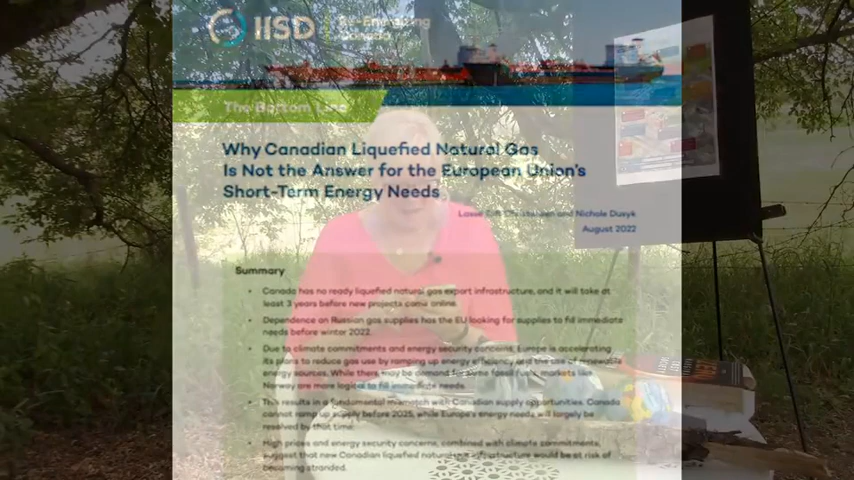 IISD
Re-Energizing
Canada
The Bottom Line
Why Canadian Liquefied Natural Gas
Is Not the Answer for the European Union's
Short-Term Energy Needs
and Nichole Dusyk
August 2022
Summary
• Canada has no ready liquefied natural gas export infrastructure, and it will take at
least 3 years before new projects come online.
• Dependence on Russian gas supplies has the EU looking for supplies to fill immediate
needs before winter 2022.
• Due to climate commitments and energy security concerns, Europe is accelerating
its plans to reduce gas use by ramping up energy efficiency and the use of renewable
energy sources. While there may be demand for some fossil fuels, markets like
Norway are more logical to fill immediate needs.
• This results in a fundamental mismatch with Canadian supply opportunities. Canada
cannot ramp up supply before 2025, while Europe's energy needs will largely be
resolved by that time.
• High prices and energy security concerns, combined with climate commitments,
suggest that new Canadian liquefied natural gas infrastructure would be at risk of
becoming stranded.